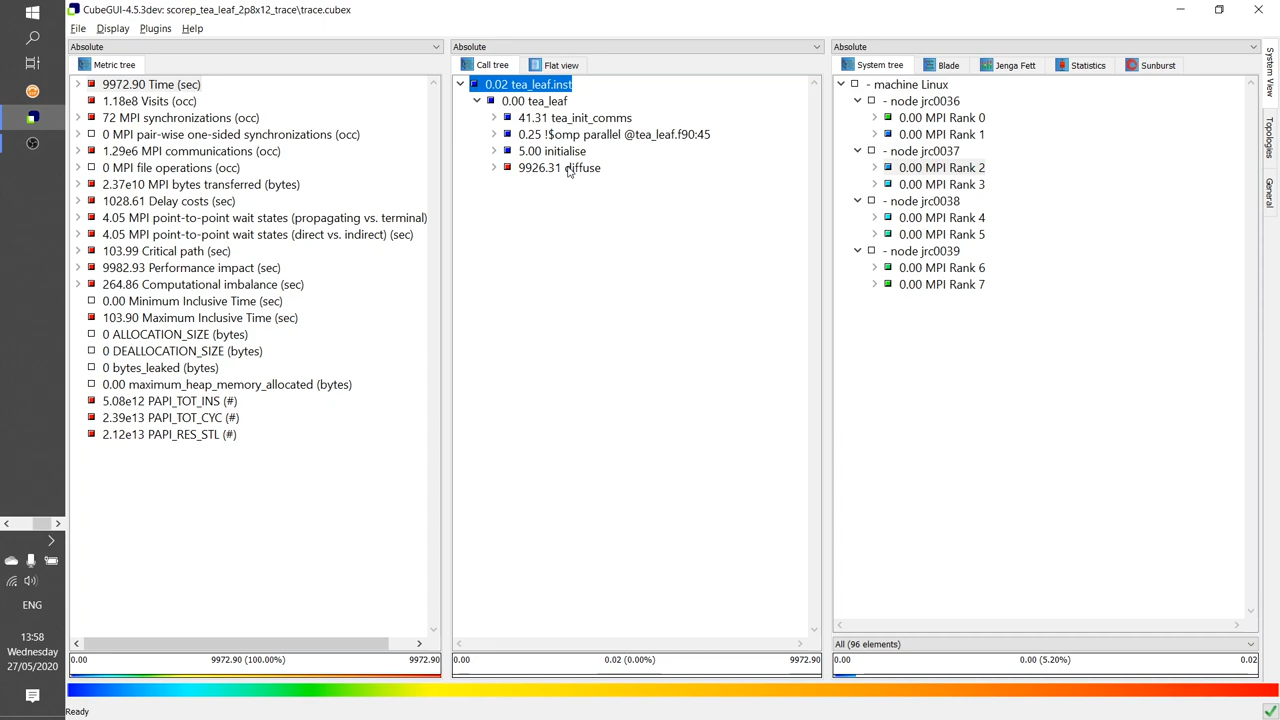 CubeGUI-4.5.3dev: scorep_tea_leaf_2p8x12_trace\trace.cubex
File Display Plugins Help
Absolute
Metric tree
9972.90 Time (sec)
1.18e8 Visits (occ)
72 MPI synchronizations (occ)
0 MPI pair-wise one-sided synchronizations (occ)
1.29e6 MPI communications (occ)
0 MPI file operations (occ)
2.37e10 MPI bytes transferred (bytes)
1028.61 Delay costs (sec)
4.05 MPI point-to-point wait states (propagating vs. terminal)
4.05 MPI point-to-point wait states (direct vs. indirect) (sec)
103.99 Critical path (sec)
9982.93 Performance impact (sec)
264.86 Computational imbalance (sec)
0.00 Minimum Inclusive Time (sec)
103.90 Maximum Inclusive Time (sec)
0 ALLOCATION_SIZE (bytes)
0 DEALLOCATION_SIZE (bytes)
0 bytes_leaked (bytes)
0.00 maximum_heap_memory_allocated (bytes)
5.08e12 PAPI_TOT_INS (#)
2.39e13 PAPI_TOT_CYC (#)
2.12e13 PAPI_RES_STL (#)
0.00 9972.90 (100.00%) 9972.90
Absolute
Call tree Flat view
0.02 tea_leaf.inst
0.00 tea_leaf
41.31 tea_init_comms
0.25 !$omp parallel @tea_leaf.f90:45
5.00 initialise
9926.31 diffuse
0.00 0.02 (0.00%) 9972.90
Absolute
System tree Blade Jenga Fett Statistics Sunburst
- machine Linux
- node jrc0036
0.00 MPI Rank 0
0.00 MPI Rank 1
- node jrc0037
0.00 MPI Rank 2
0.00 MPI Rank 3
- node jrc0038
0.00 MPI Rank 4
0.00 MPI Rank 5
- node jrc0039
0.00 MPI Rank 6
0.00 MPI Rank 7
All (96 elements)
0.00 0.00 (5.20%) 0.02
System View
Topologies
General
ENG
13:58
Wednesday
27/05/2020
Ready